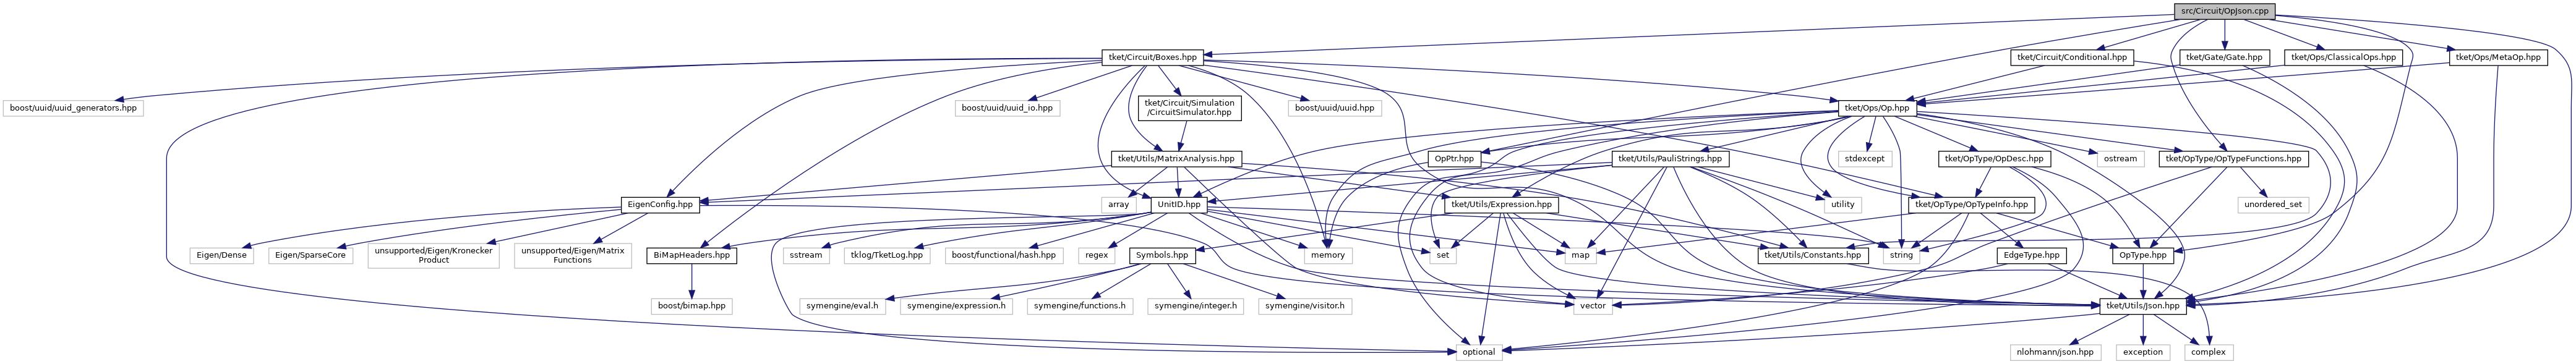 src/Circuit/OpJson.cpp
tket/Circuit/Boxes.hpp
tket/Circuit/Conditional.hpp
tket/Gate/Gate.hpp
tket/Ops/ClassicalOps.hpp
tket/Ops/MetaOp.hpp
boost/uuid/uuid_generators.hpp
boost/uuid/uuid_io.hpp
tket/Circuit/Simulation
/CircuitSimulator.hpp
boost/uuid/uuid.hpp
tket/Ops/Op.hpp
tket/Utils/MatrixAnalysis.hpp
OpPtr.hpp
tket/Utils/PauliStrings.hpp
stdexcept
tket/OpType/OpDesc.hpp
ostream
tket/OpType/OpTypeFunctions.hpp
EigenConfig.hpp
array
UnitID.hpp
tket/Utils/Expression.hpp
utility
tket/OpType/OpTypeInfo.hpp
unordered_set
Eigen/Dense
Eigen/SparseCore
unsupported/Eigen/Kronecker
Product
unsupported/Eigen/Matrix
Functions
BiMapHeaders.hpp
sstream
tklog/TketLog.hpp
boost/functional/hash.hpp
regex
Symbols.hpp
memory
set
map
tket/Utils/Constants.hpp
string
EdgeType.hpp
OpType.hpp
boost/bimap.hpp
symengine/eval.h
symengine/expression.h
symengine/functions.h
symengine/integer.h
symengine/visitor.h
vector
tket/Utils/Json.hpp
optional
nlohmann/json.hpp
exception
complex